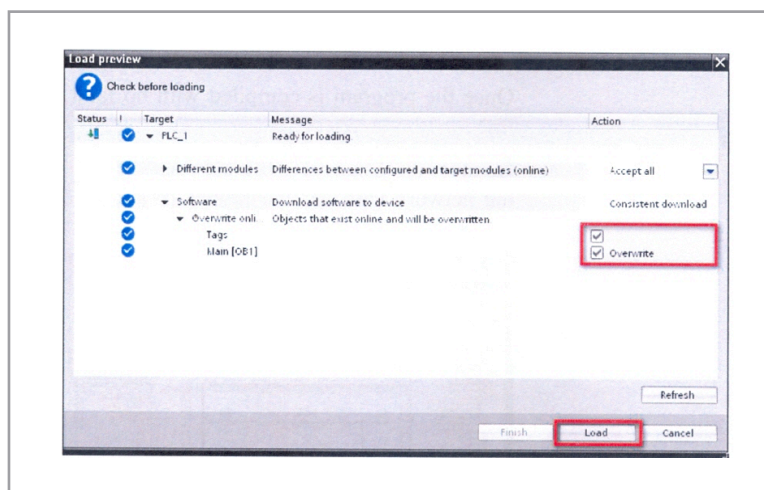 Load preview
Check before loading
Status ! Target Message Action
PLC_1 Ready for loading.
Different modules Differences between configured and target modules (online) Accept all
Software Download software to device Consistent download
Overwrite onli... Objects that exist online and will be overwritten
Tags
Main [OB1] Overwrite
Refresh
Finish Load Cancel